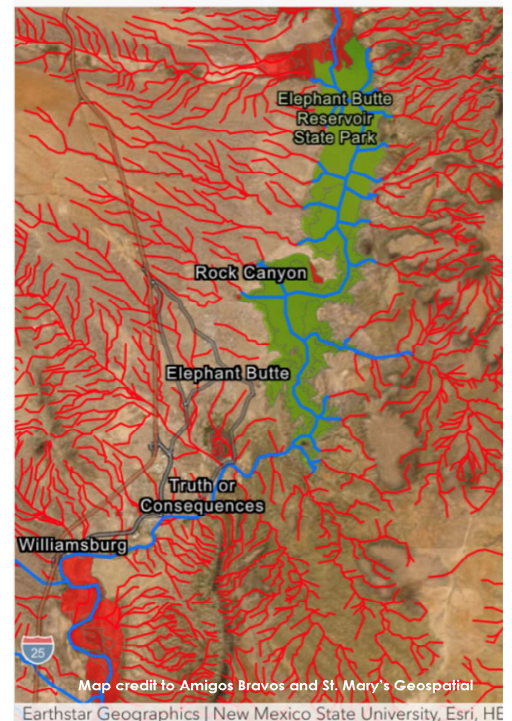 Elephant Butte
Reservoir
State Park
Rock Canyon
Elephant Butte
Truth or
Consequences
Williamsburg
25
Map credit to Amigos Bravos and St. Mary's Geospatial
Earthstar Geographics | New Mexico State University, Esri, HE